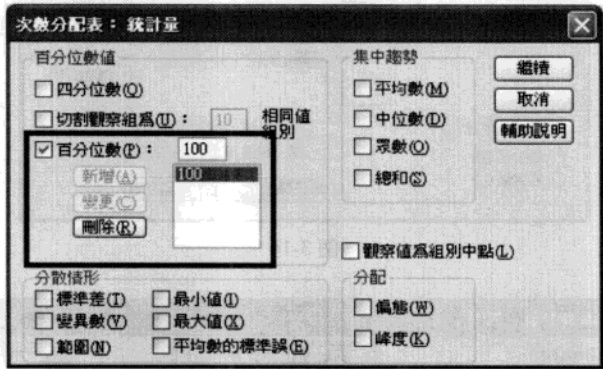 次數分配表：統計量
百分位數值
四分位數(Q)
切割觀察組為(U)： 10 相同值組別
百分位數(P)： 100
新增(A)
變更(C)
刪除(R)
100
集中趨勢
平均數(M)
中位數(D)
眾數(O)
總和(S)
繼續
取消
輔助說明
觀察值為組別中點(L)
分散情形
標準差(T)
最小值(I)
變異數(V)
最大值(X)
範圍(N)
平均數的標準誤(E)
分配
偏態(W)
峰度(K)